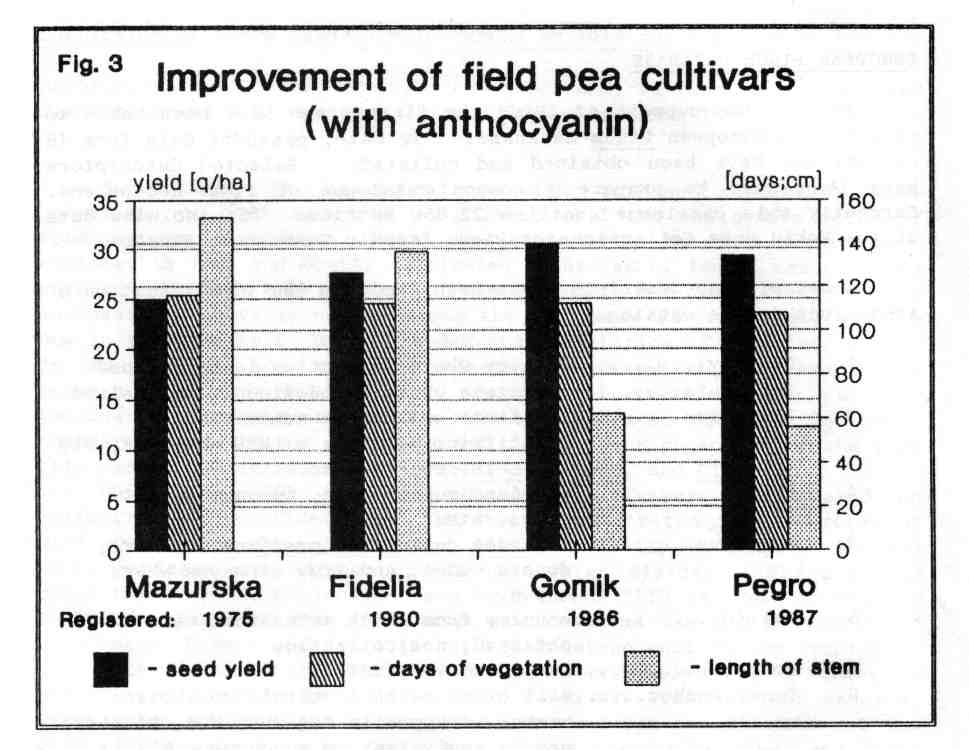 Fig. 3
Improvement of field pea cultivars
(with anthocyanin)
yield [q/ha]
[days;cm]
35
160
30
140
25
120
20
100
15
80
10
60
5
40
0
20
0
Mazurska Fidelia Grunik Pegro
Registered: 1975 1980 1986 1987
- seed yield - days of vegetation - length of stem